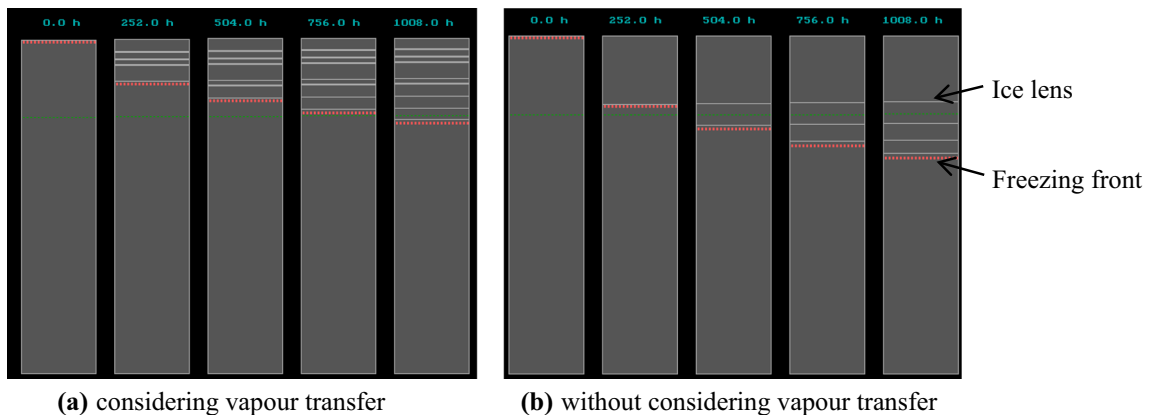 0.0 h 252.0 h 504.0 h 756.0 h 1008.0 h
0.0 h 252.0 h 504.0 h 756.0 h 1008.0 h
Ice lens
Freezing front
(a) considering vapour transfer
(b) without considering vapour transfer